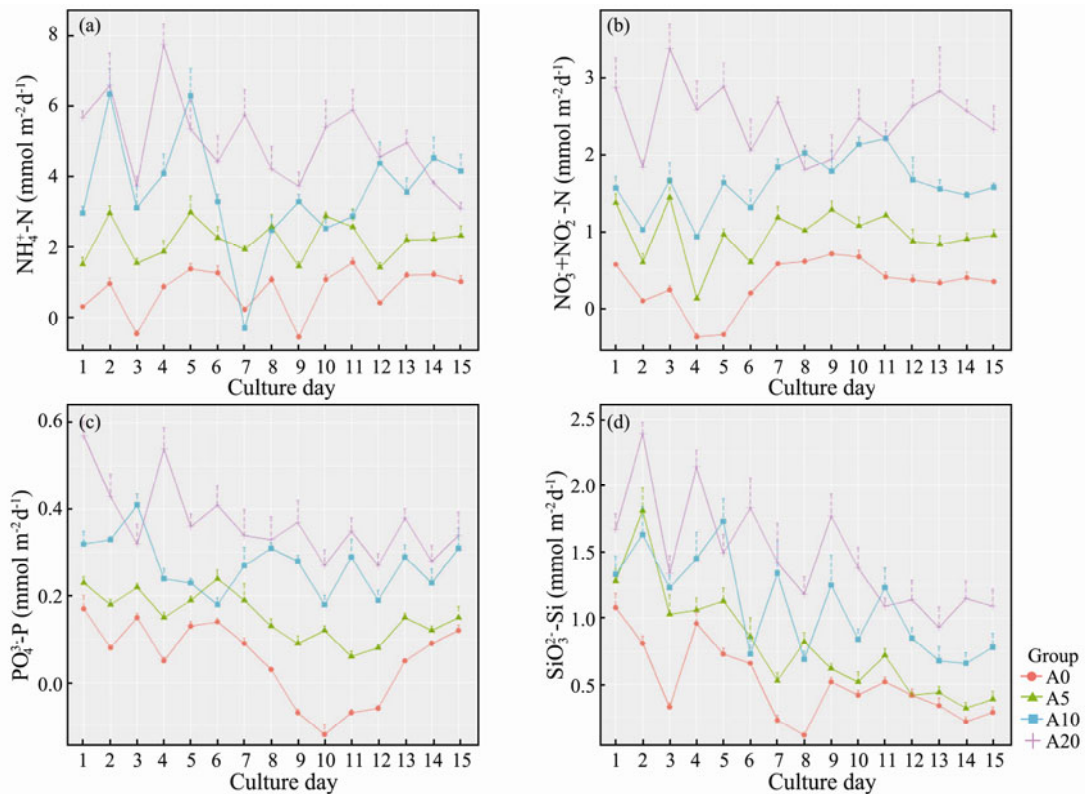 (a)
8
6
4
2
0
NH₄⁺-N (mmol m⁻²d⁻¹)
1 2 3 4 5 6 7 8 9 10 11 12 13 14 15
Culture day
(b)
3
2
1
0
NO₃⁻+NO₂⁻-N (mmol m⁻²d⁻¹)
1 2 3 4 5 6 7 8 9 10 11 12 13 14 15
Culture day
(c)
0.6
0.4
0.2
0.0
PO₄³⁻-P (mmol m⁻²d⁻¹)
1 2 3 4 5 6 7 8 9 10 11 12 13 14 15
Culture day
(d)
2.5
2.0
1.5
1.0
0.5
SiO₃²⁻-Si (mmol m⁻²d⁻¹)
1 2 3 4 5 6 7 8 9 10 11 12 13 14 15
Culture day
Group
A0
A5
A10
A20